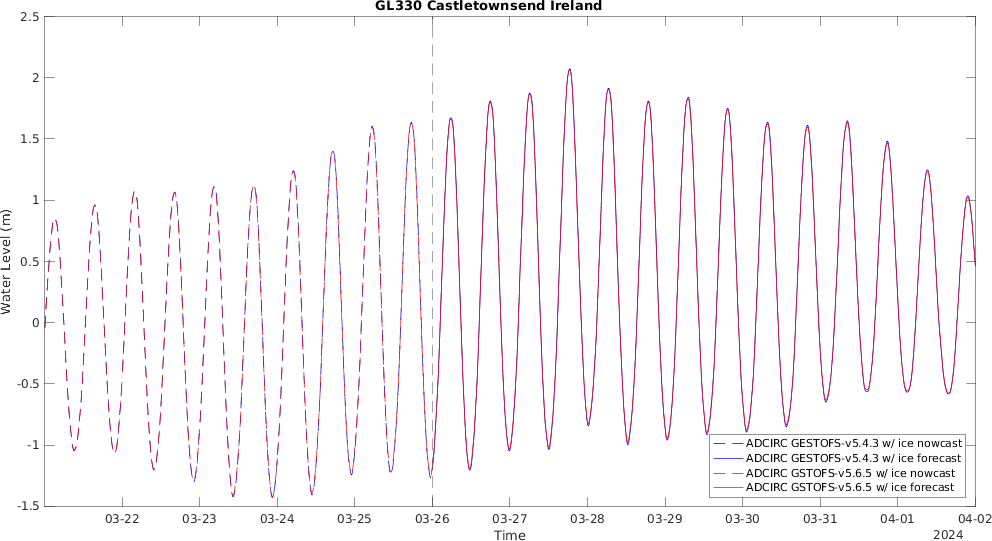 GL330 Castletownsend Ireland
2.5
2
1.5
1
0.5
0
-0.5
-1
-1.5
Water Level (m)
ADCIRC GESTOFS-v5.4.3 w/ ice nowcast
ADCIRC GESTOFS-v5.4.3 w/ ice forecast
ADCIRC GSTOFS-v5.6.5 w/ ice nowcast
ADCIRC GSTOFS-v5.6.5 w/ ice forecast
03-22 03-23 03-24 03-25 03-26 03-27 03-28 03-29 03-30 03-31 04-01 04-02
Time
2024